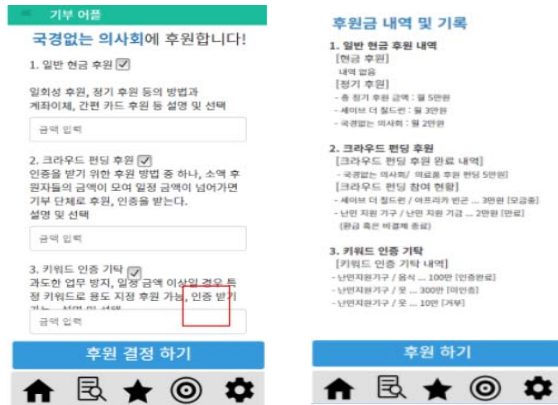 기부 어플
국경없는 의사회에 후원합니다!
1. 일반 현금 후원
일회성 후원, 정기 후원 등의 방법과
계좌이체, 간편 카드 후원 등 설명 및 선택
금액 입력
2. 크라우드 펀딩 후원
인증을 받기 위한 후원 방법 중 하나, 소액 후
원자들의 금액이 모여 일정 금액이 넘어가면
기부 단체로 후원, 인증을 받는다.
설명 및 선택
금액 입력
3. 키워드 인증 기탁
과도한 업무 방지, 일정 금액 이상일 경우 특
정 키워드로 용도 지정 후원 가능, 인증 받기
금액 입력
후원 결정 하기
후원금 내역 및 기록
1. 일반 현금 후원 내역
[현금 후원]
내역 없음
[정기 후원]
- 총 정기 후원 금액 : 월 5만원
- 세이브 더 칠드런 : 월 3만원
- 국경없는 의사회 : 월 2만원
2. 크라우드 펀딩 후원
[크라우드 펀딩 후원 완료 내역]
- 국경없는 의사회/ 의료용 후원 펀딩 5만원]
[크라우드 펀딩 참여 현황]
- 세이브 더 칠드런 / 아프리카 빈곤 ... 3만원 [모금중]
- 난민 지원 기구 / 난민 지원 기금 ... 2만원 [만료]
(환급 혹은 미결제 종료)
3. 키워드 인증 기탁
[키워드 인증 기탁 내역]
- 난민지원기구 / 음식 ... 100만 [인증완료]
- 난민지원기구 / 옷 ... 300만 [미인증]
- 난민지원기구 / 옷 ... 10만 [거부]
후원 하기